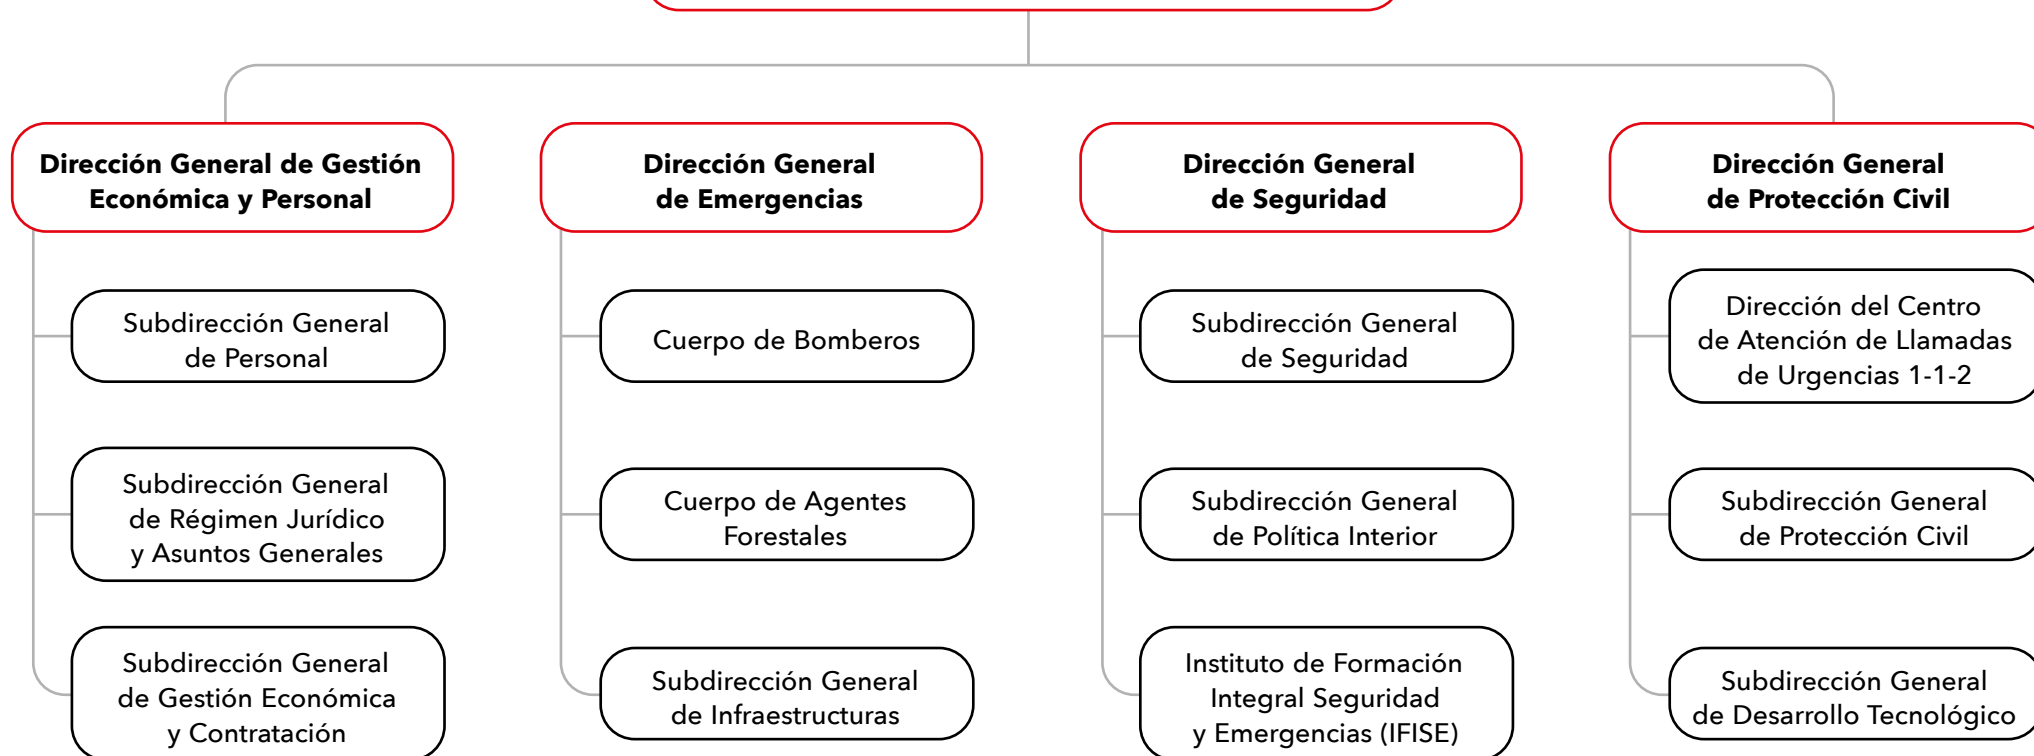 Dirección General de Gestión
Económica y Personal
Subdirección General
de Personal
Subdirección General
de Régimen Jurídico
y Asuntos Generales
Subdirección General
de Gestión Económica
y Contratación
Dirección General
de Emergencias
Cuerpo de Bomberos
Cuerpo de Agentes
Forestales
Subdirección General
de Infraestructuras
Dirección General
de Seguridad
Subdirección General
de Seguridad
Subdirección General
de Política Interior
Instituto de Formación
Integral Seguridad
y Emergencias (IFISE)
Dirección General
de Protección Civil
Dirección del Centro
de Atención de Llamadas
de Urgencias 1-1-2
Subdirección General
de Protección Civil
Subdirección General
de Desarrollo Tecnológico